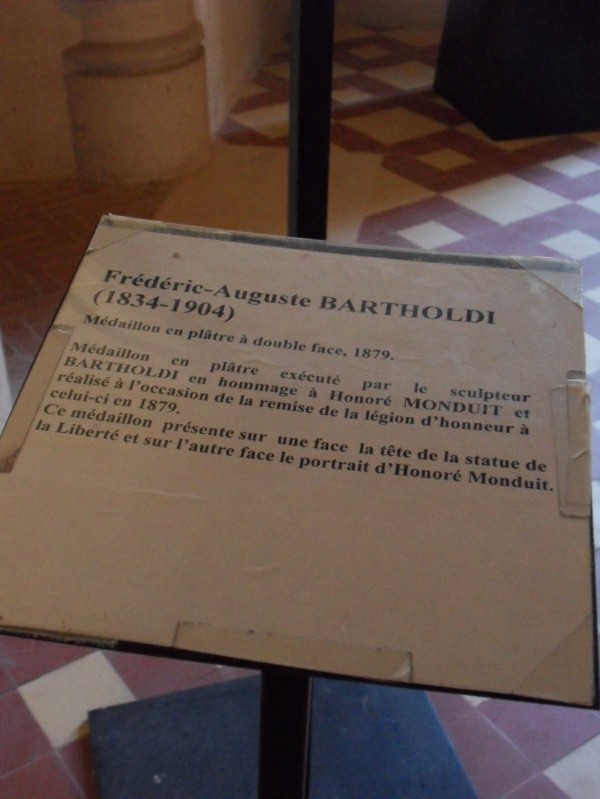 Frédéric-Auguste BARTHOLDI
(1834-1904)
Médaillon en plâtre à double face, 1879.
Médaillon en plâtre exécuté par le sculpteur
BARTHOLDI en hommage à Honoré MONDUIT et
réalisé à l'occasion de la remise de la légion d'honneur à
celui-ci en 1879.
Ce médaillon présente sur une face la tête de la statue de
la Liberté et sur l'autre face le portrait d'Honoré Monduit.